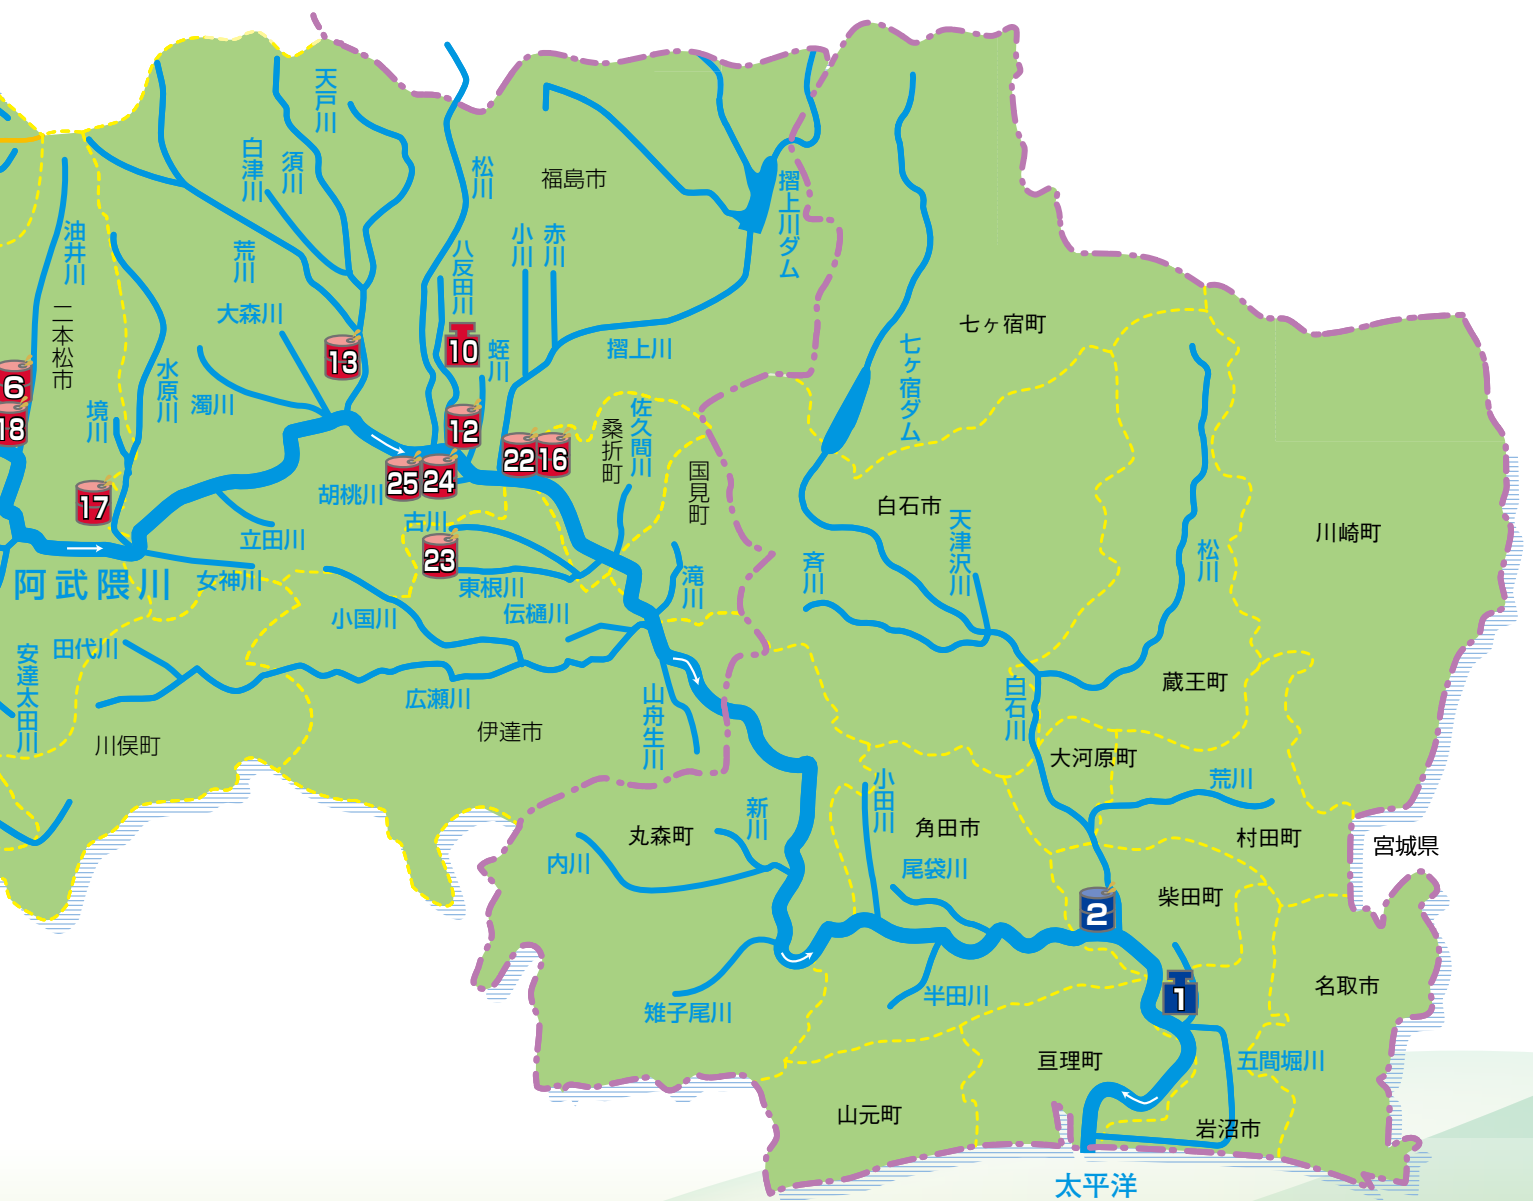 天戸川
白津川
須川
松川
福島市
摺上川ダム
油井川
荒川
八反田川
小川
赤川
二本松市
大森川
七ヶ宿町
10
13
蛭川
摺上川
七ヶ宿ダム
6
18
水原川
濁川
境川
12
桑折町
佐久間川
22
16
国見町
25
24
17
胡桃川
古川
白石市
天津沢川
川崎町
立田川
23
松川
斉川
阿武隈川
女神川
東根川
滝川
小国川
伝樋川
安達太田川
田代川
広瀬川
山舟生川
白石川
蔵王町
川俣町
伊達市
大河原町
荒川
小田川
新川
丸森町
角田市
村田町
宮城県
内川
尾袋川
柴田町
2
名取市
1
半田川
雉子尾川
亘理町
五間堀川
山元町
岩沼市
太平洋